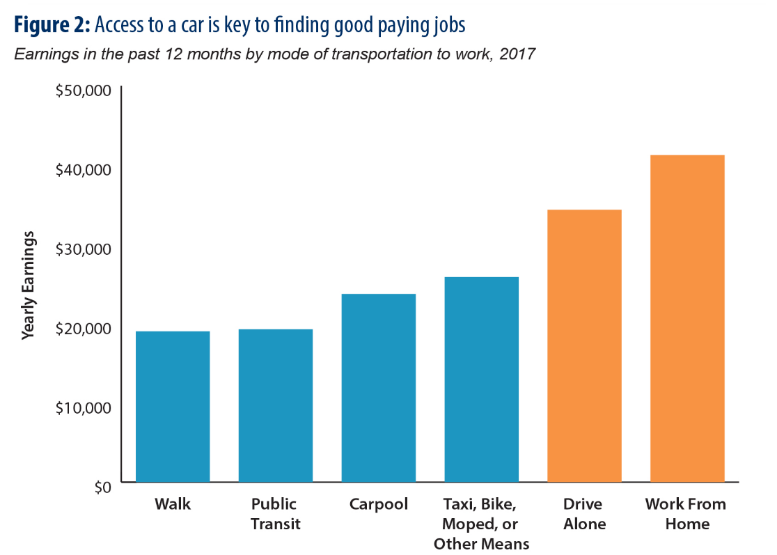 Figure 2: Access to a car is key to finding good paying jobs
Earnings in the past 12 months by mode of transportation to work, 2017
Yearly Earnings
$50,000
$40,000
$30,000
$20,000
$10,000
$0
Walk
Public
Transit
Carpool
Taxi, Bike,
Moped, or
Other Means
Drive
Alone
Work From
Home